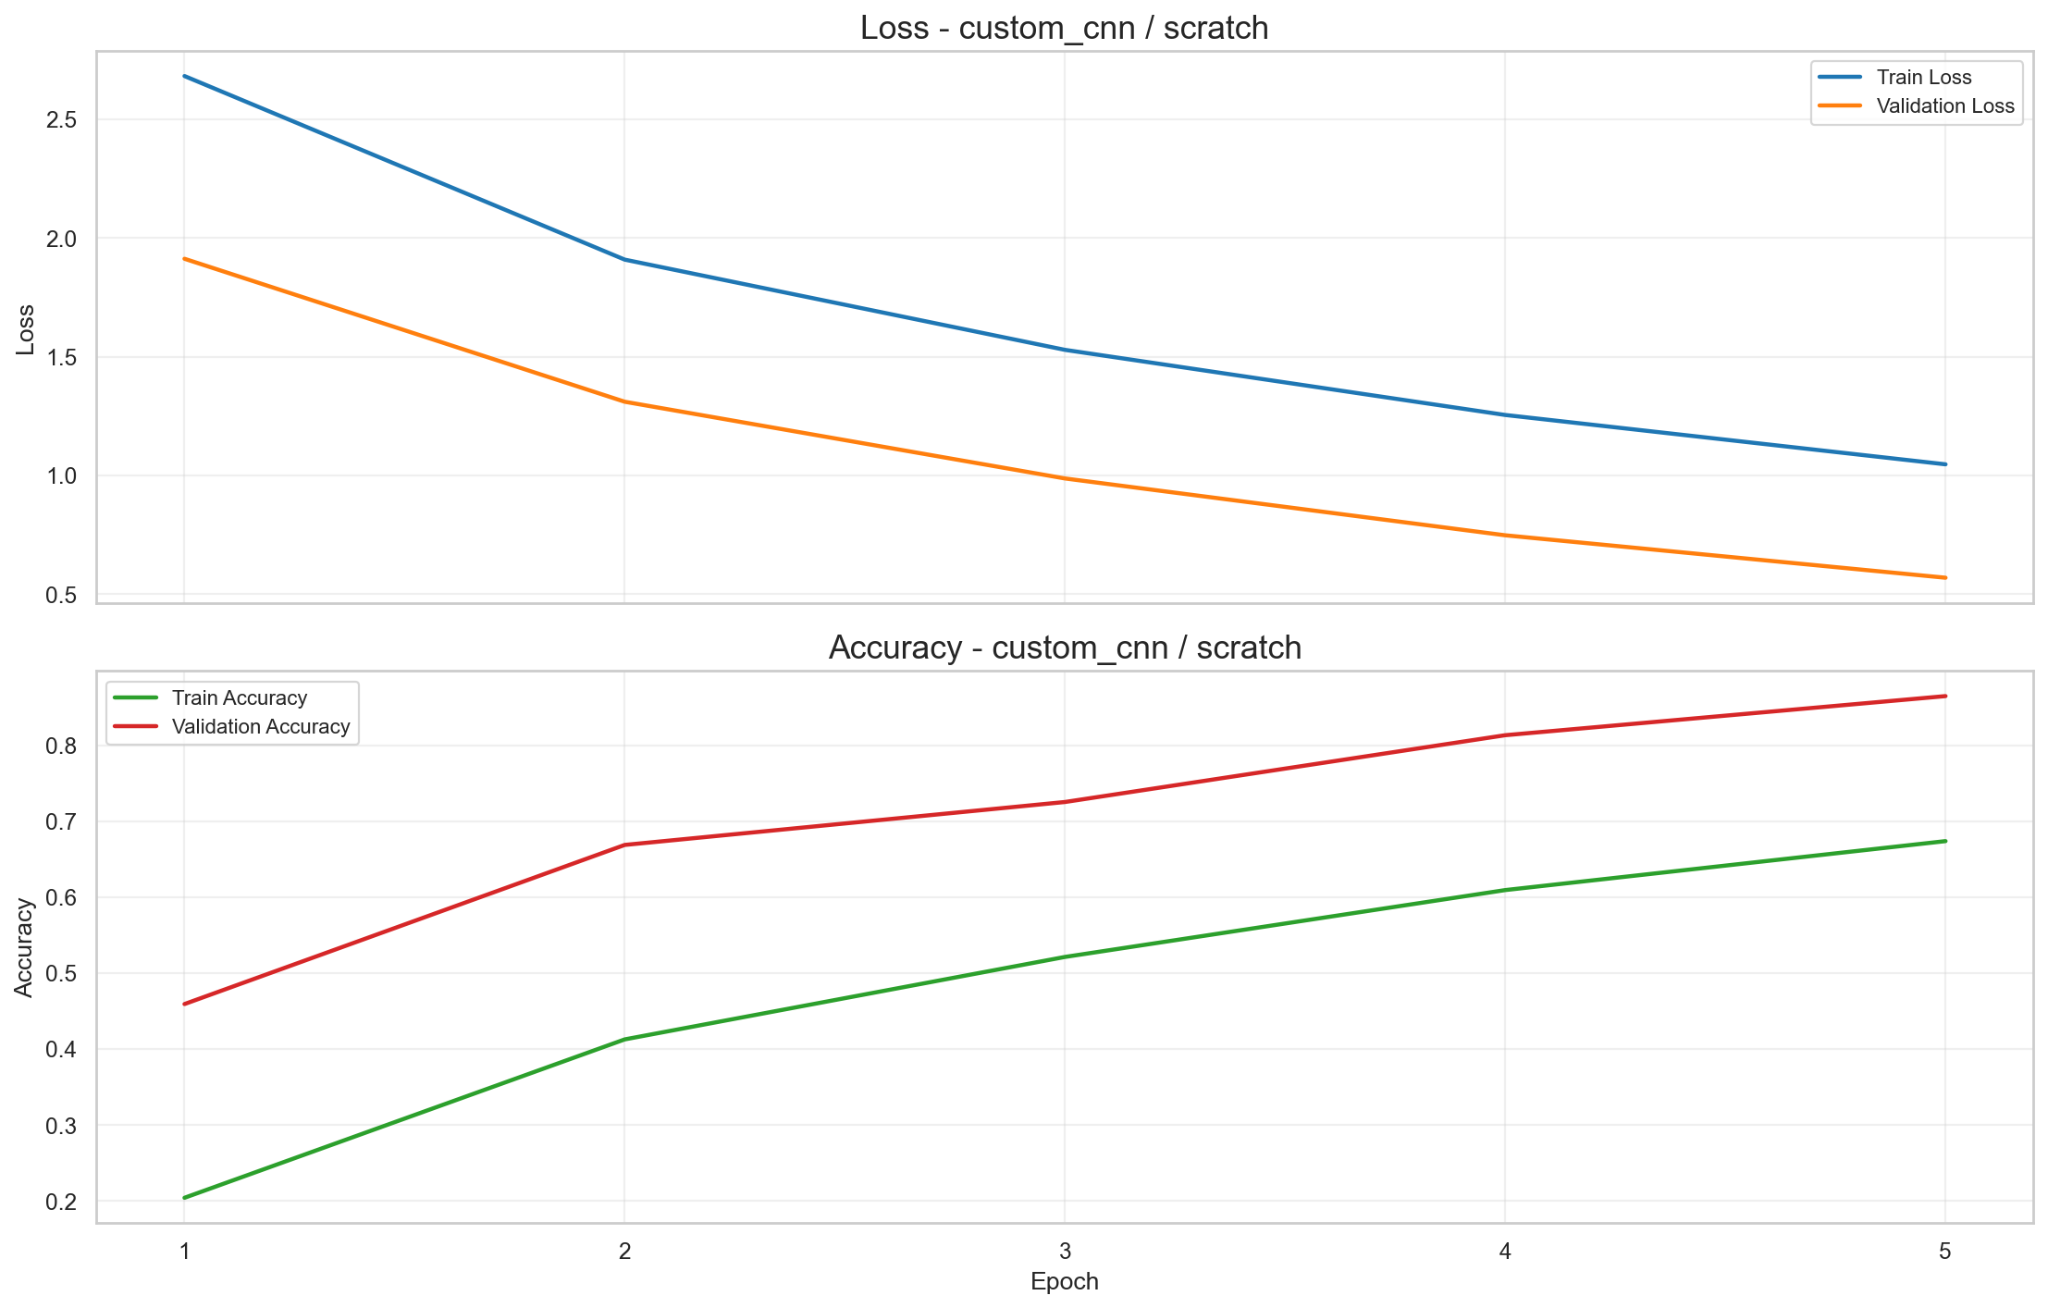 Loss - custom_cnn / scratch
Train Loss
Validation Loss
2.5
2.0
1.5
1.0
0.5
Loss
Accuracy - custom_cnn / scratch
Train Accuracy
Validation Accuracy
0.8
0.7
0.6
0.5
0.4
0.3
0.2
Accuracy
1 2 3 4 5
Epoch